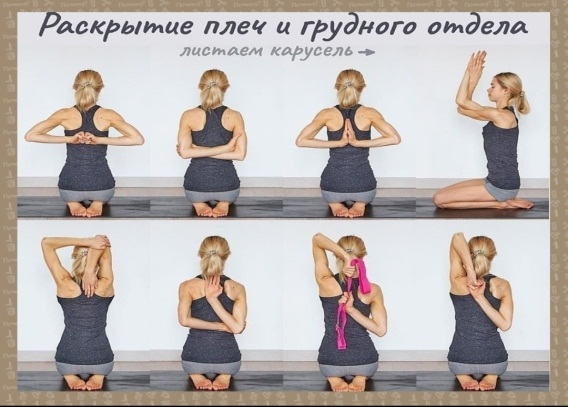 Раскрытие плеч и грудного отдела
листаем карусель →